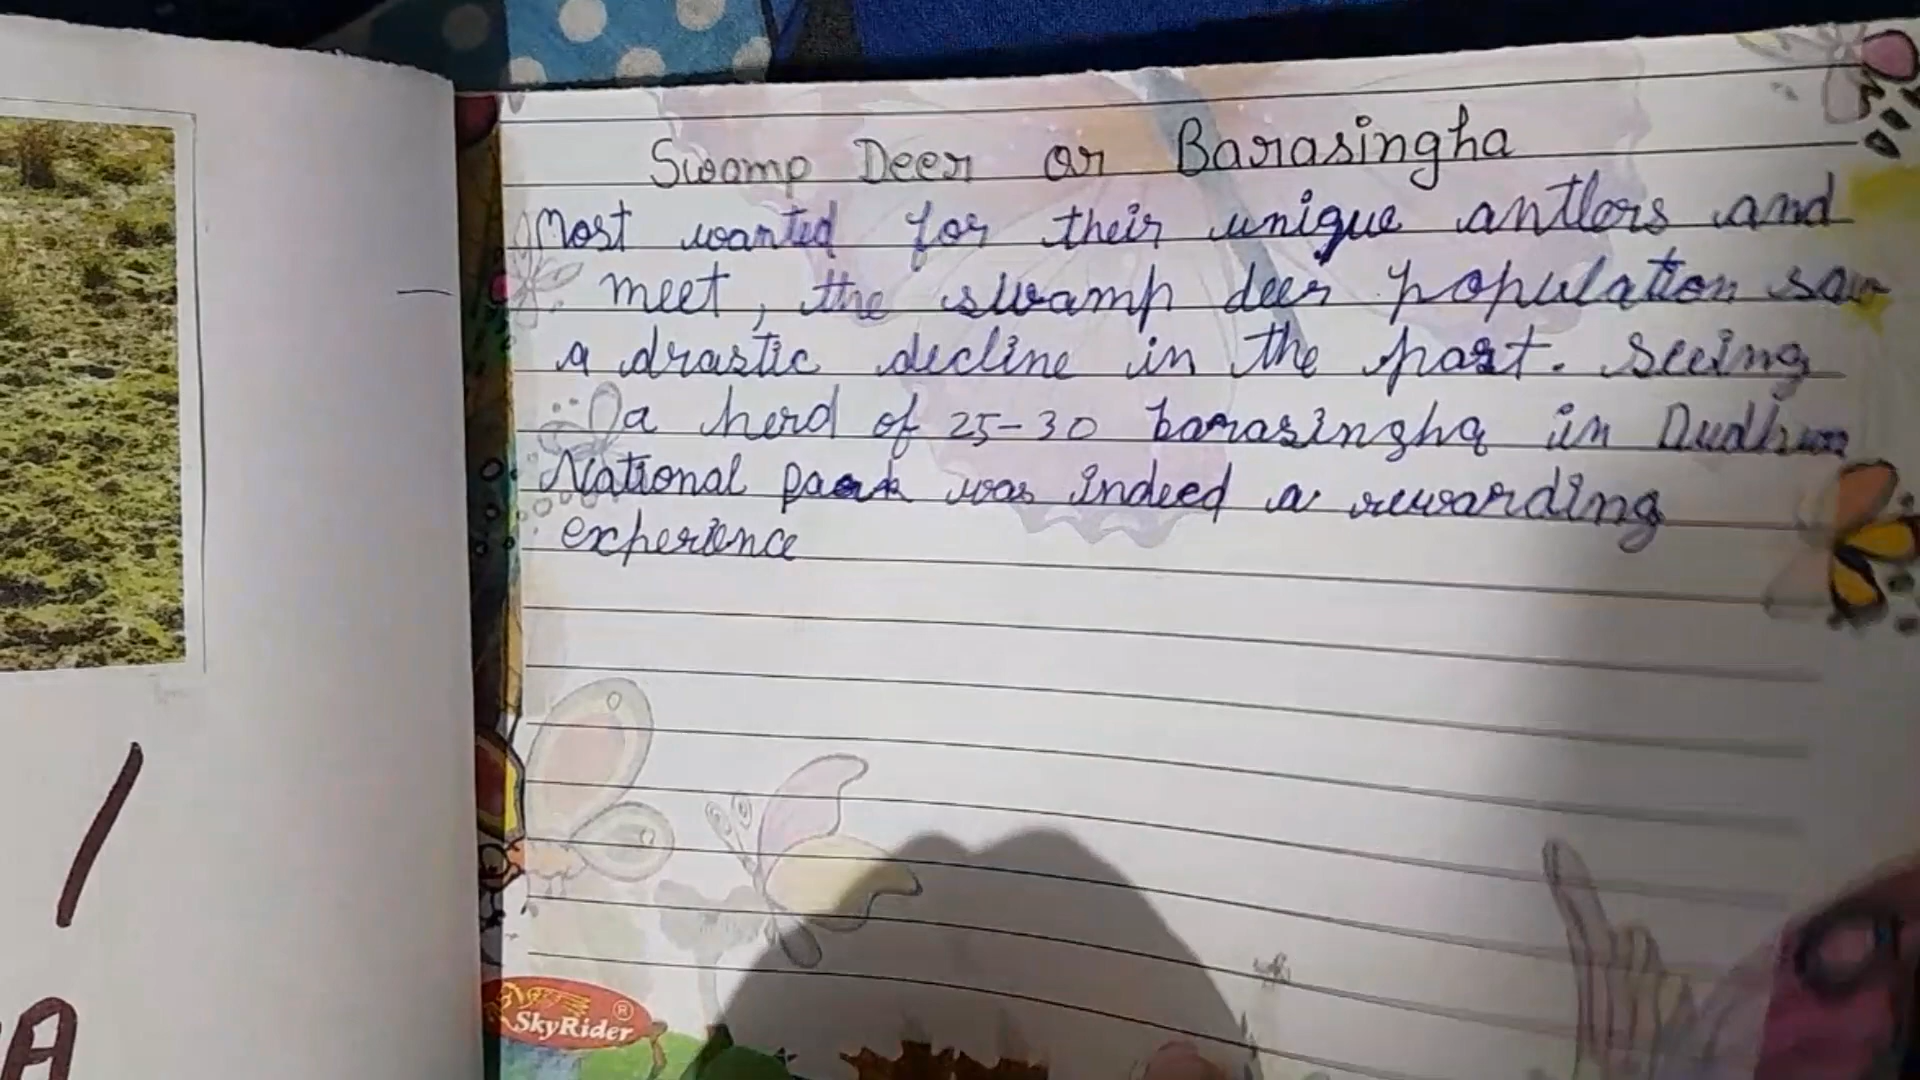 Swamp Deer or Barasingha
Most wanted for their unique antlers and
meet, the swamp deer population saw
a drastic decline in the past. Seeing
a herd of 25-30 barasingha in Dudhwa
National park was indeed a rewarding
experience
SkyRider
A